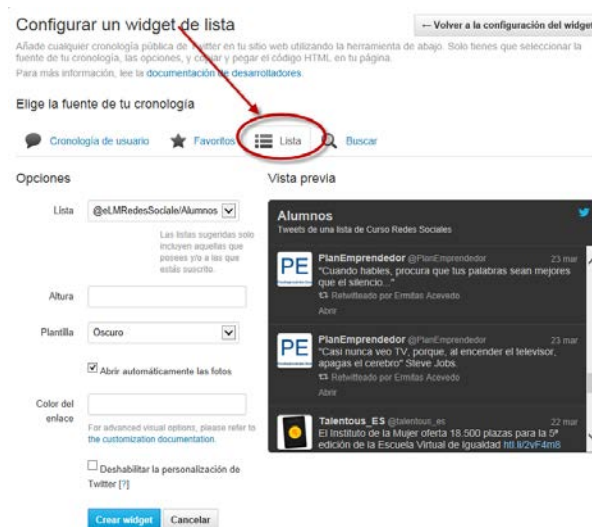 Configurar un widget de lista
← Volver a la configuración del widget
Añade cualquier cronología pública de Twitter en tu sitio web utilizando la herramienta de abajo. Solo tienes que seleccionar la
fuente de tu cronología, las opciones, y copiar y pegar el código HTML en tu página.
Para más información, lee la documentación de desarrolladores.
Elige la fuente de tu cronología
Cronología de usuario
Favoritos
Lista
Buscar
Opciones
Lista
@eLMRedesSociale/Alumnos
Las listas sugeridas solo
incluyen aquellas que
posees y/o a las que
estás suscrito.
Altura
Plantilla
Oscuro
Abrir automáticamente las fotos
Color del
enlace
For advanced visual options, please refer to
the customization documentation.
Deshabilitar la personalización de
Twitter [?]
Crear widget
Cancelar
Vista previa
Alumnos
Tweets de una lista de Curso Redes Sociales
PE
PlanEmprendedor @PlanEmprendedor 23 mar
"Cuando hables, procura que tus palabras sean mejores
que el silencio..."
Retwitteado por Ermitas Acevedo
Abrir
PE
PlanEmprendedor @PlanEmprendedor 23 mar
"Casi nunca veo TV, porque, al encender el televisor,
apagas el cerebro" Steve Jobs.
Retwitteado por Ermitas Acevedo
Abrir
Talentous_ES @talentous_es 22 mar
El Instituto de la Mujer oferta 18.500 plazas para la 5ª
edición de la Escuela Virtual de Igualdad htl.li/2vF4m8